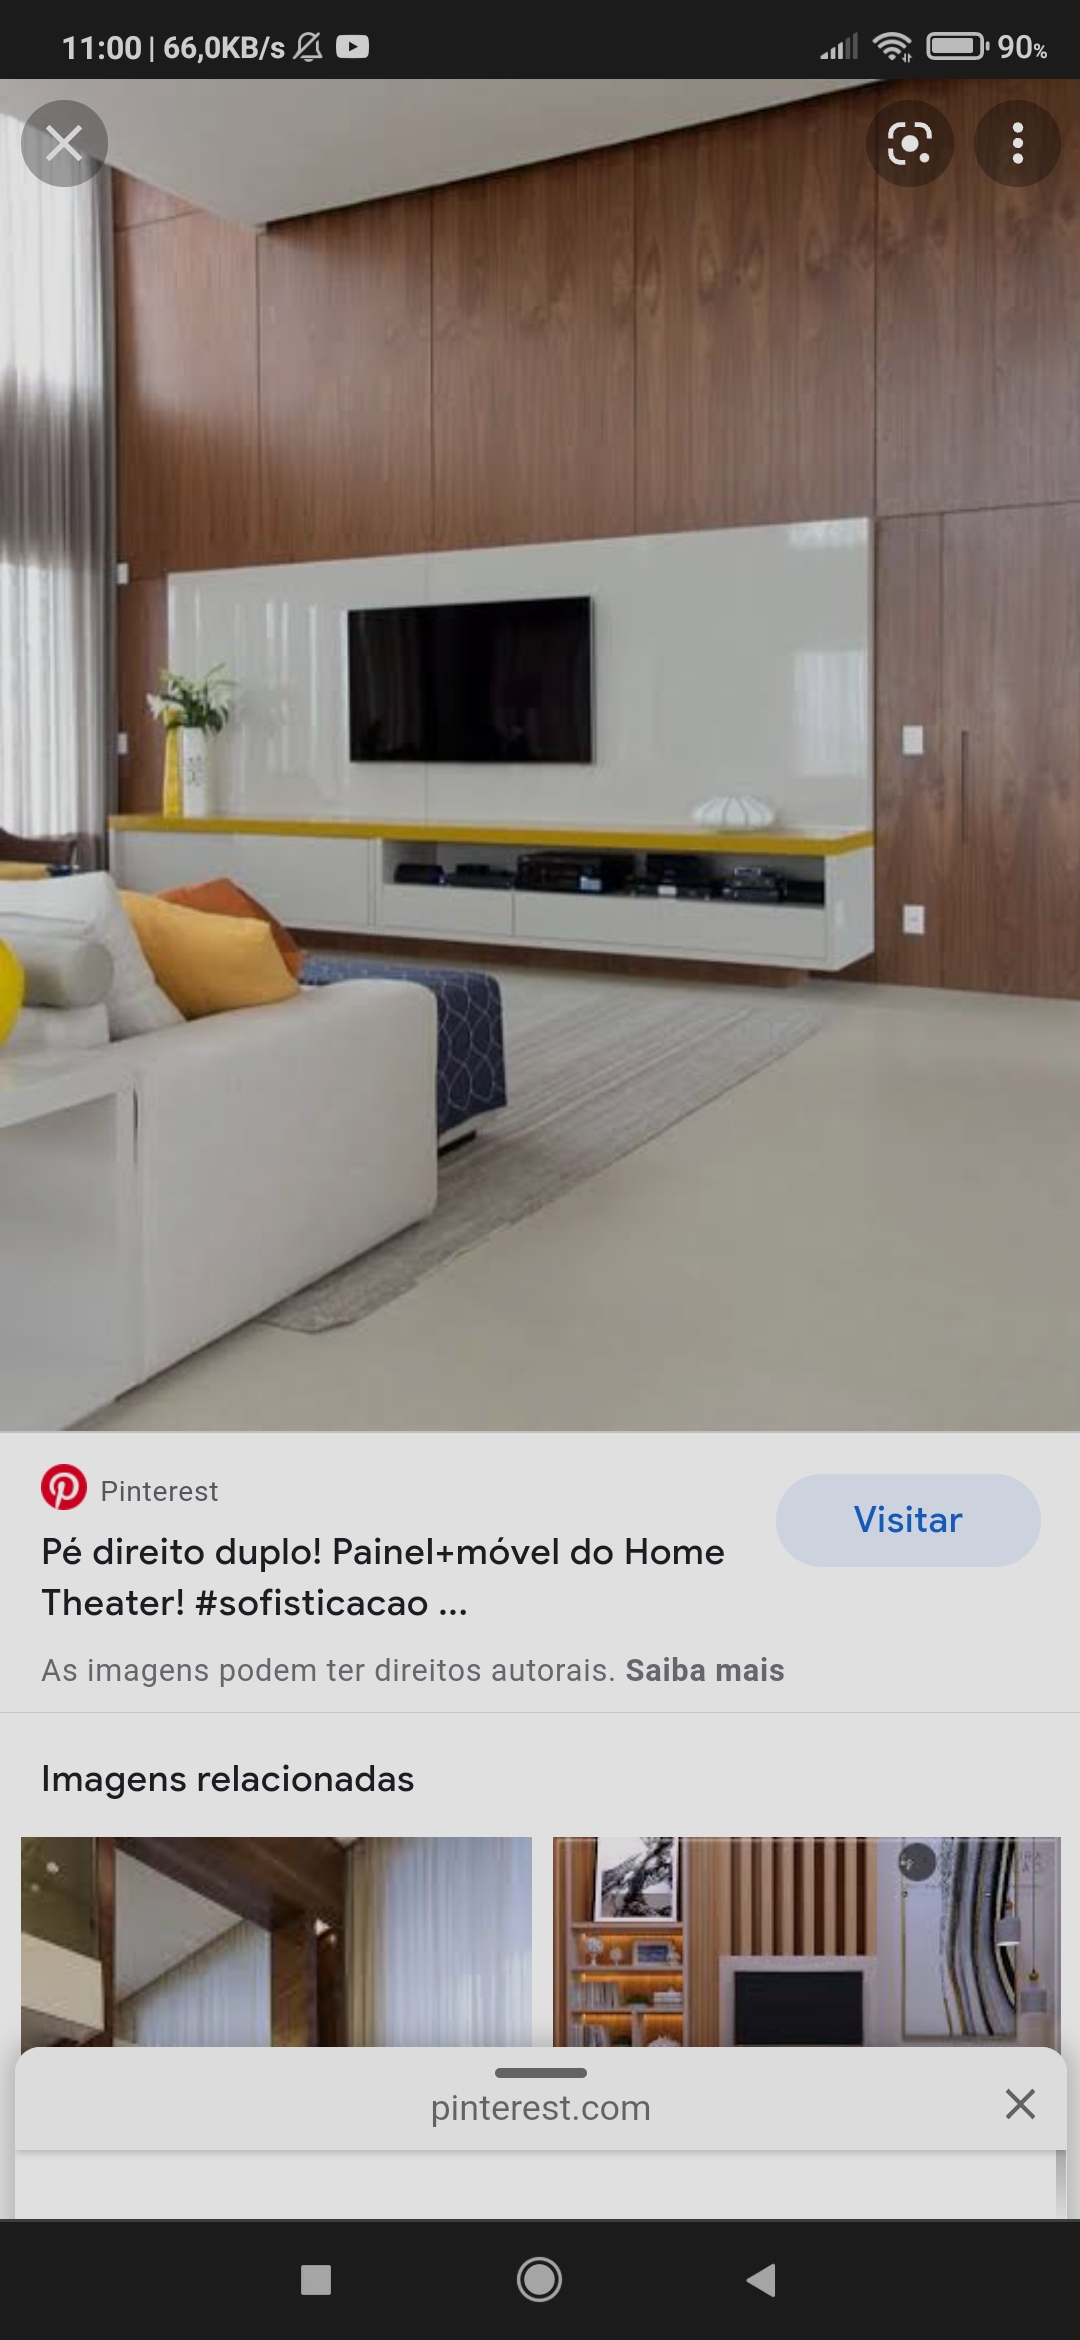 11:00 | 66,0KB/s
90%
Pinterest
Visitar
Pé direito duplo! Painel+móvel do Home
Theater! #sofisticacao ...
As imagens podem ter direitos autorais. Saiba mais
Imagens relacionadas
pinterest.com